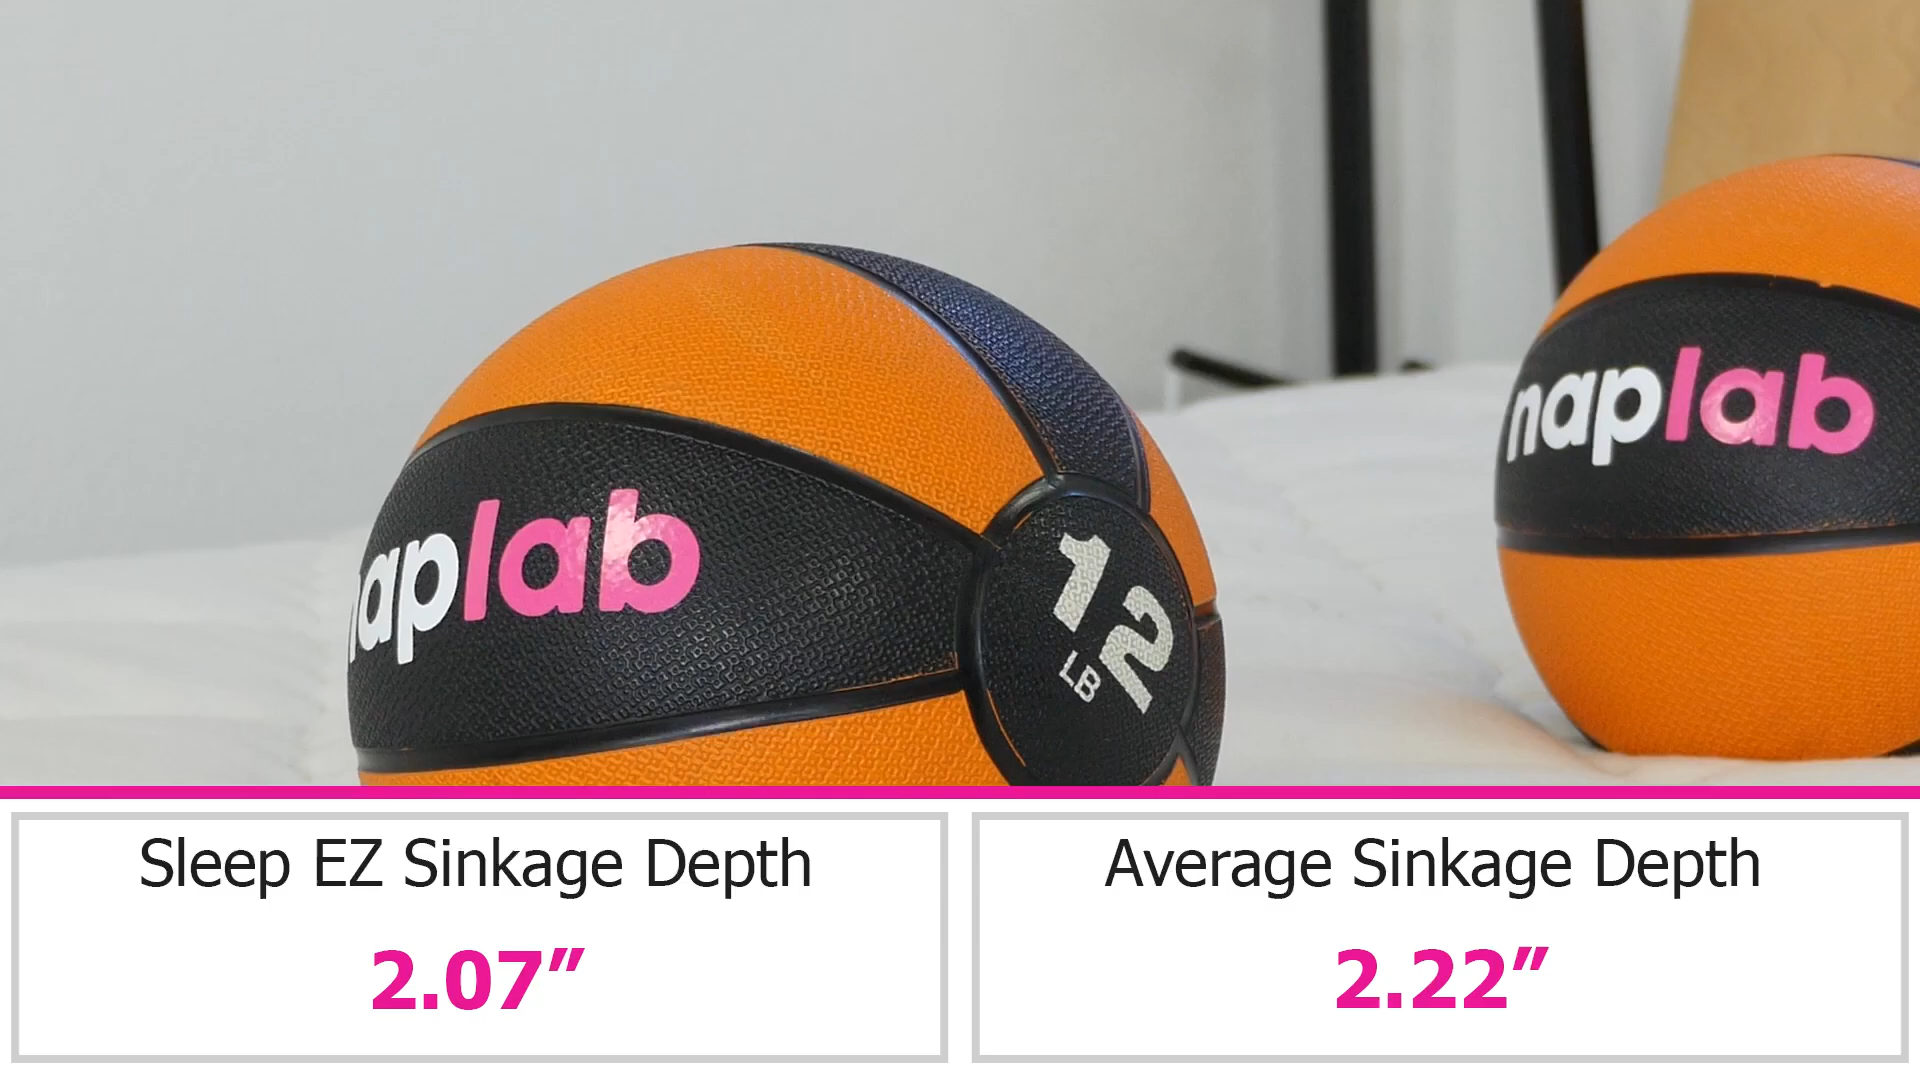 naplab
naplab
12
LB
Sleep EZ Sinkage Depth
Average Sinkage Depth
2.07"
2.22"